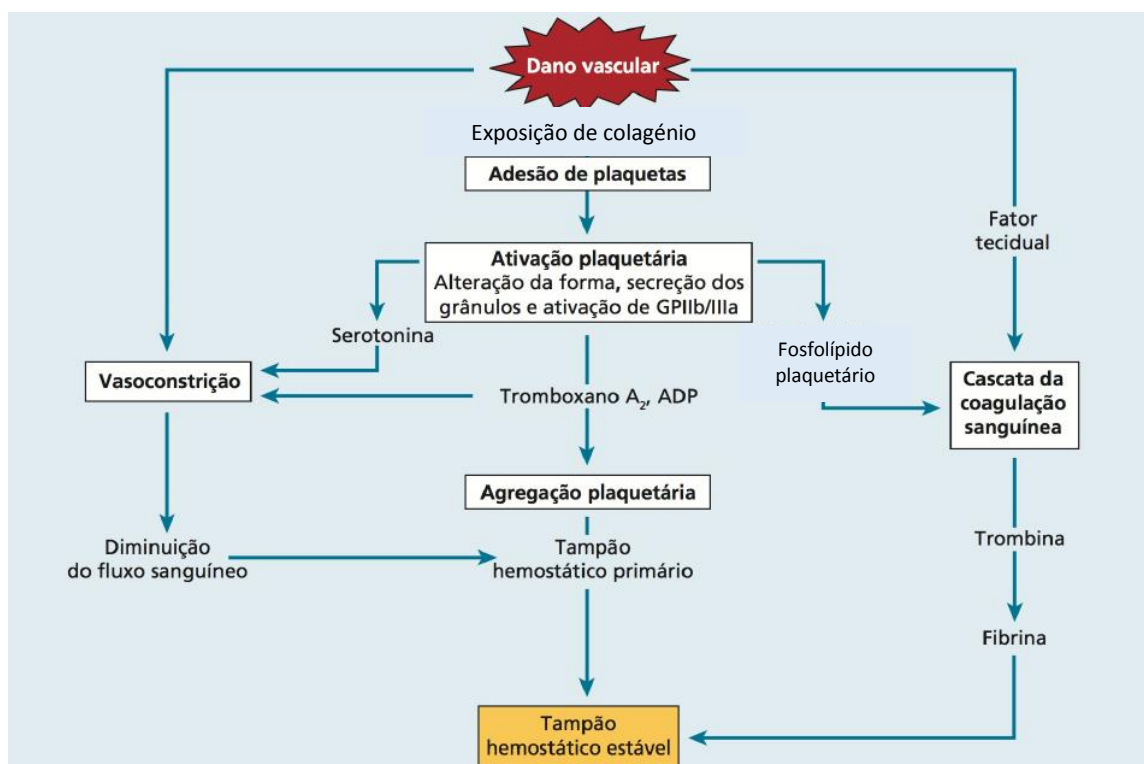 Dano vascular
Exposição de colagénio
Adesão de plaquetas
Fator
tecidual
Ativação plaquetária
Alteração da forma, secreção dos
grânulos e ativação de GPIIb/IIIa
Serotonina
Fosfolípido
plaquetário
Vasoconstrição
Tromboxano A₂, ADP
Cascata da
coagulação
sanguínea
Agregação plaquetária
Diminuição
do fluxo sanguíneo
Tampão
hemostático primário
Trombina
Fibrina
Tampão
hemostático estável